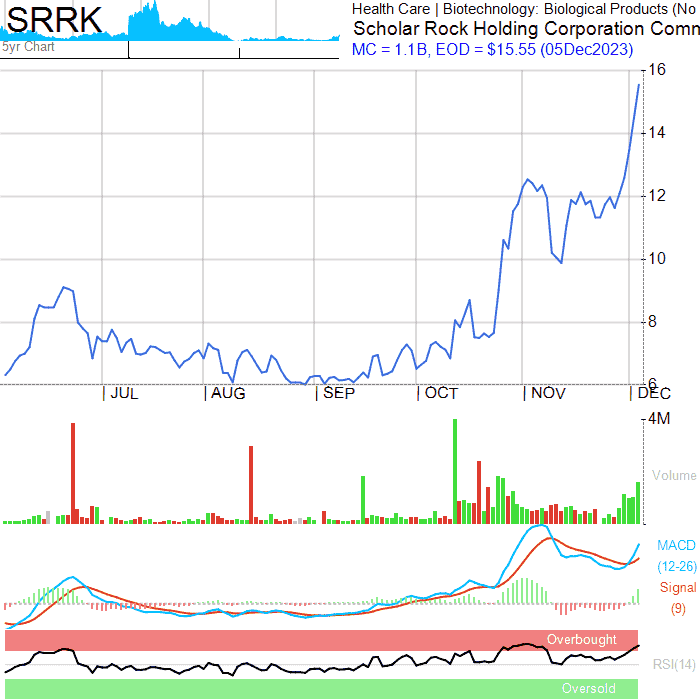 SRRK
5yr Chart
Health Care | Biotechnology: Biological Products (No
Scholar Rock Holding Corporation Comm
MC = 1.1B, EOD = $15.55 (05Dec2023)
16
14
12
10
8
6
JUL
AUG
SEP
OCT
NOV
DEC
4M
Volume
MACD
(12-26)
Signal
(9)
Overbought
RSI(14)
Oversold